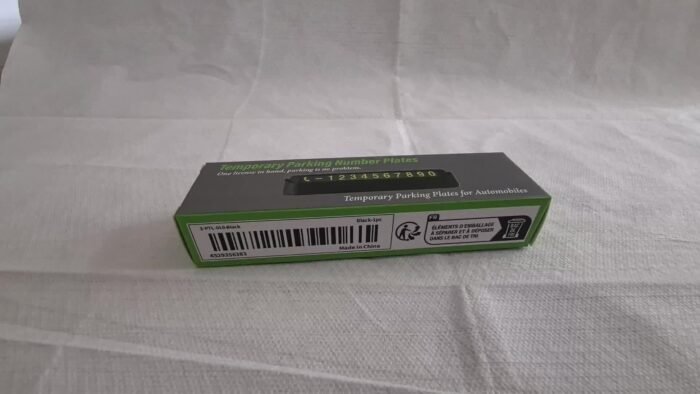 Temporary Parking Number Plates
One license in hand, parking is no problem.
-1234567890
Temporary Parking Plates for Automobiles
Black-1pc
Made in China
FR
ÉLÉMENTS D'EMBALLAGE
À SÉPARER ET À DÉPOSER
DANS LE BAC DE TRI